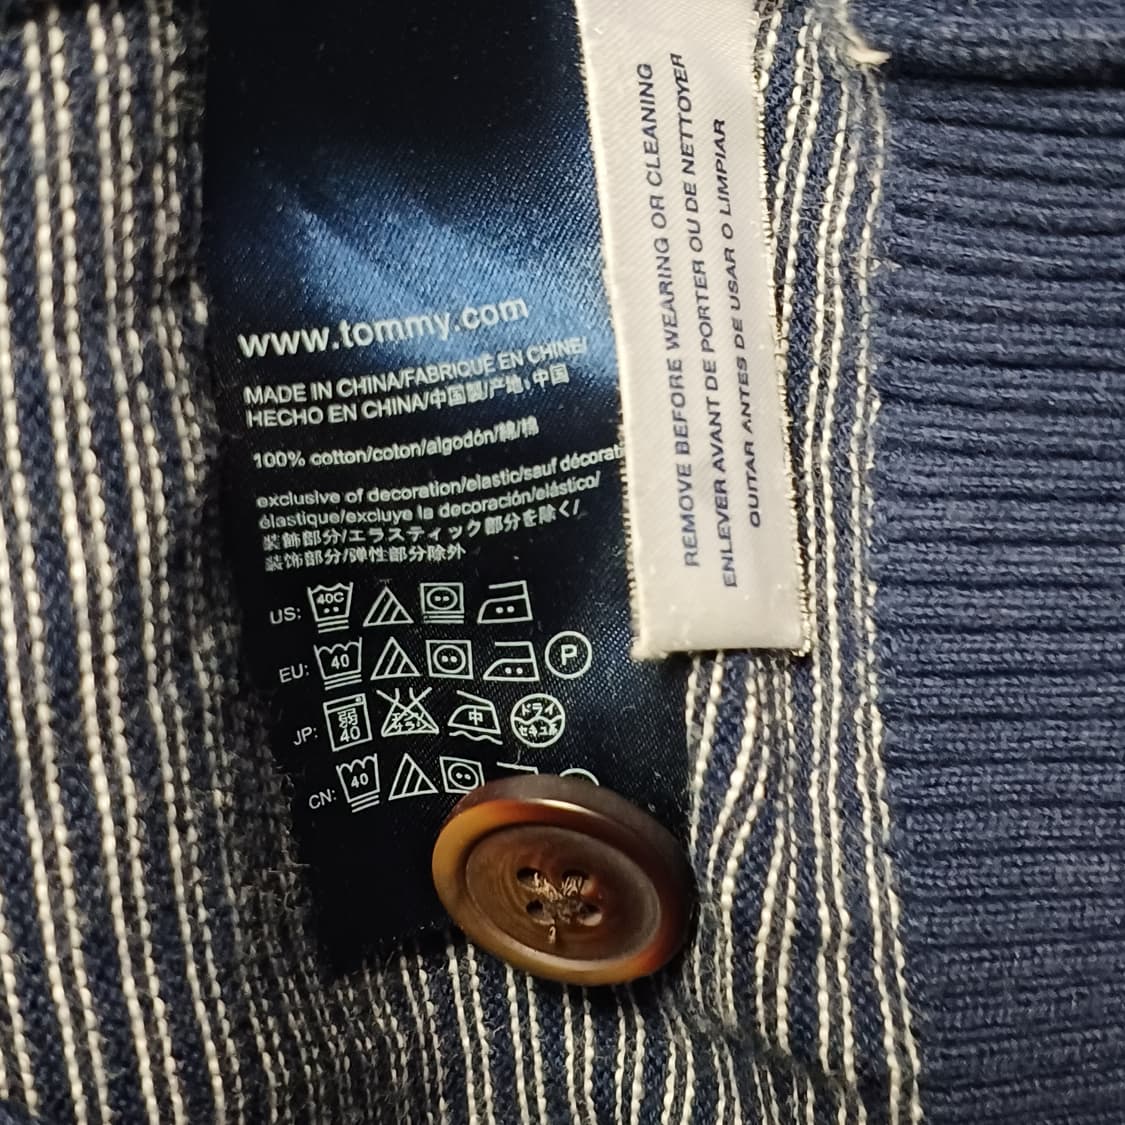 www.tommy.com
MADE IN CHINA/FABRIQUÉ EN CHINE/
HECHO EN CHINA/中国製/产地:中国
100% cotton/coton/algodón/綿/棉
exclusive of decoration/elastic/sauf décorati
élastique/excluye la decoración/elástico/
装飾部分/エラスティック部分を除く/
装饰部分/弹性部分除外
US: 40C
EU: 40 P
JP: 弱 40 中 ドライ セキユ系
CN: 40
REMOVE BEFORE WEARING OR CLEANING
ENLEVER AVANT DE PORTER OU DE NETTOYER
QUITAR ANTES DE USAR O LIMPIAR